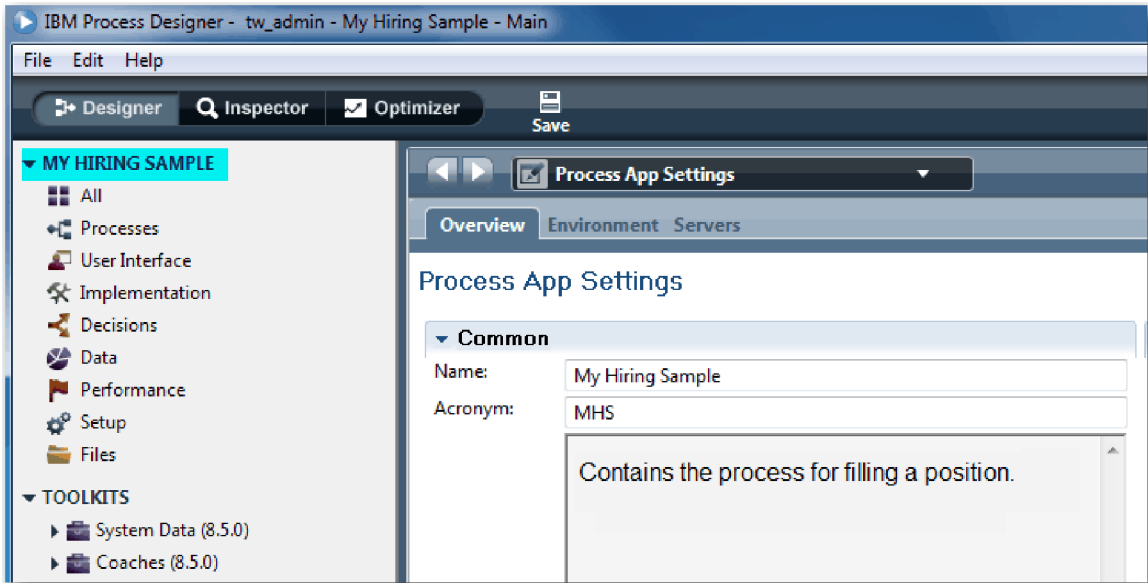 IBM Process Designer - tw_admin - My Hiring Sample - Main
File Edit Help
Designer Inspector Optimizer Save
MY HIRING SAMPLE
All
Processes
User Interface
Implementation
Decisions
Data
Performance
Setup
Files
TOOLKITS
System Data (8.5.0)
Coaches (8.5.0)
Process App Settings
Overview Environment Servers
Process App Settings
Common
Name: My Hiring Sample
Acronym: MHS
Contains the process for filling a position.